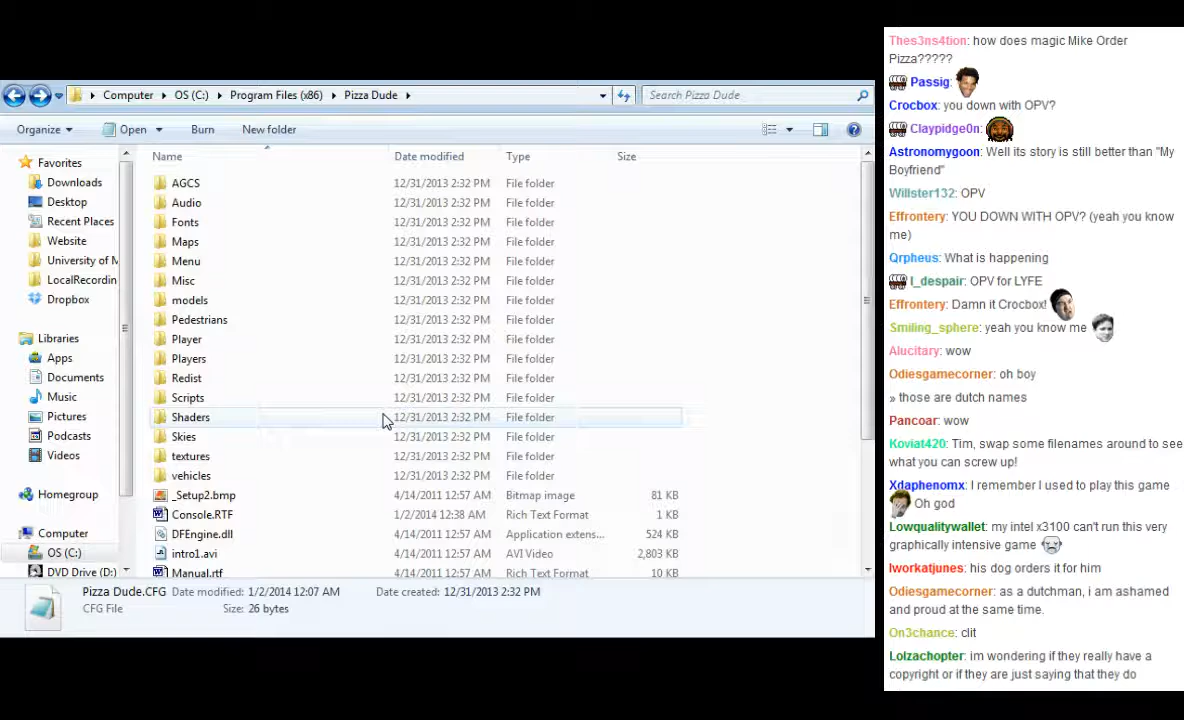 Computer OS (C:) Program Files (x86) Pizza Dude Search Pizza Dude
Organize Open Burn New folder
Favorites
Downloads
Desktop
Recent Places
Website
University of M
LocalRecordin
Dropbox
Libraries
Apps
Documents
Music
Pictures
Podcasts
Videos
Homegroup
Computer
OS (C:)
DVD Drive (D:)
Name Date modified Type Size
AGCS 12/31/2013 2:32 PM File folder
Audio 12/31/2013 2:32 PM File folder
Fonts 12/31/2013 2:32 PM File folder
Maps 12/31/2013 2:32 PM File folder
Menu 12/31/2013 2:32 PM File folder
Misc 12/31/2013 2:32 PM File folder
models 12/31/2013 2:32 PM File folder
Pedestrians 12/31/2013 2:32 PM File folder
Player 12/31/2013 2:32 PM File folder
Players 12/31/2013 2:32 PM File folder
Redist 12/31/2013 2:32 PM File folder
Scripts 12/31/2013 2:32 PM File folder
Shaders 12/31/2013 2:32 PM File folder
Skies 12/31/2013 2:32 PM File folder
textures 12/31/2013 2:32 PM File folder
vehicles 12/31/2013 2:32 PM File folder
_Setup2.bmp 4/14/2011 12:57 AM Bitmap image 81 KB
Console.RTF 1/2/2014 12:38 AM Rich Text Format 1 KB
DFEngine.dll 4/14/2011 12:57 AM Application extens... 524 KB
intro1.avi 4/14/2011 12:57 AM AVI Video 2,803 KB
Manual.rtf 4/14/2011 12:57 AM Rich Text Format 10 KB
Pizza Dude.CFG Date modified: 1/2/2014 12:07 AM Date created: 12/31/2013 2:32 PM
CFG File Size: 26 bytes
Thes3ns4tion: how does magic Mike Order
Pizza?????
Passig:
Crocbox: you down with OPV?
Claypidge0n:
Astronomygoon: Well its story is still better than "My
Boyfriend"
Willster132: OPV
Effrontery: YOU DOWN WITH OPV? (yeah you know
me)
Qrpheus: What is happening
I_despair: OPV for LYFE
Effrontery: Damn it Crocbox!
Smiling_sphere: yeah you know me
Alucitary: wow
Odiesgamecorner: oh boy
» those are dutch names
Pancoar: wow
Koviat420: Tim, swap some filenames around to see
what you can screw up!
Xdaphenomx: I remember I used to play this game
Oh god
Lowqualitywallet: my intel x3100 can't run this very
graphically intensive game
Iworkatjunes: his dog orders it for him
Odiesgamecorner: as a dutchman, i am ashamed
and proud at the same time.
On3chance: clit
Lolzachopter: im wondering if they really have a
copyright or if they are just saying that they do